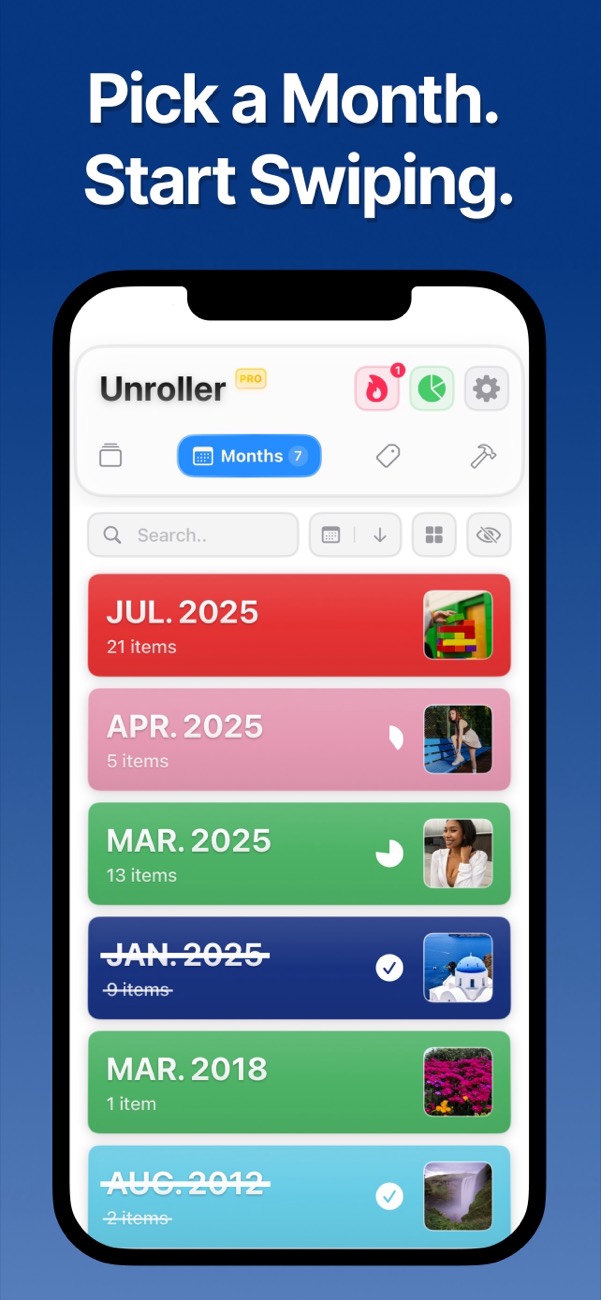 Pick a Month.
Start Swiping.
Unroller PRO
1
Months 7
Search..
JUL. 2025
21 items
APR. 2025
5 items
MAR. 2025
13 items
JAN. 2025
9 items
MAR. 2018
1 item
AUG. 2012
2 items